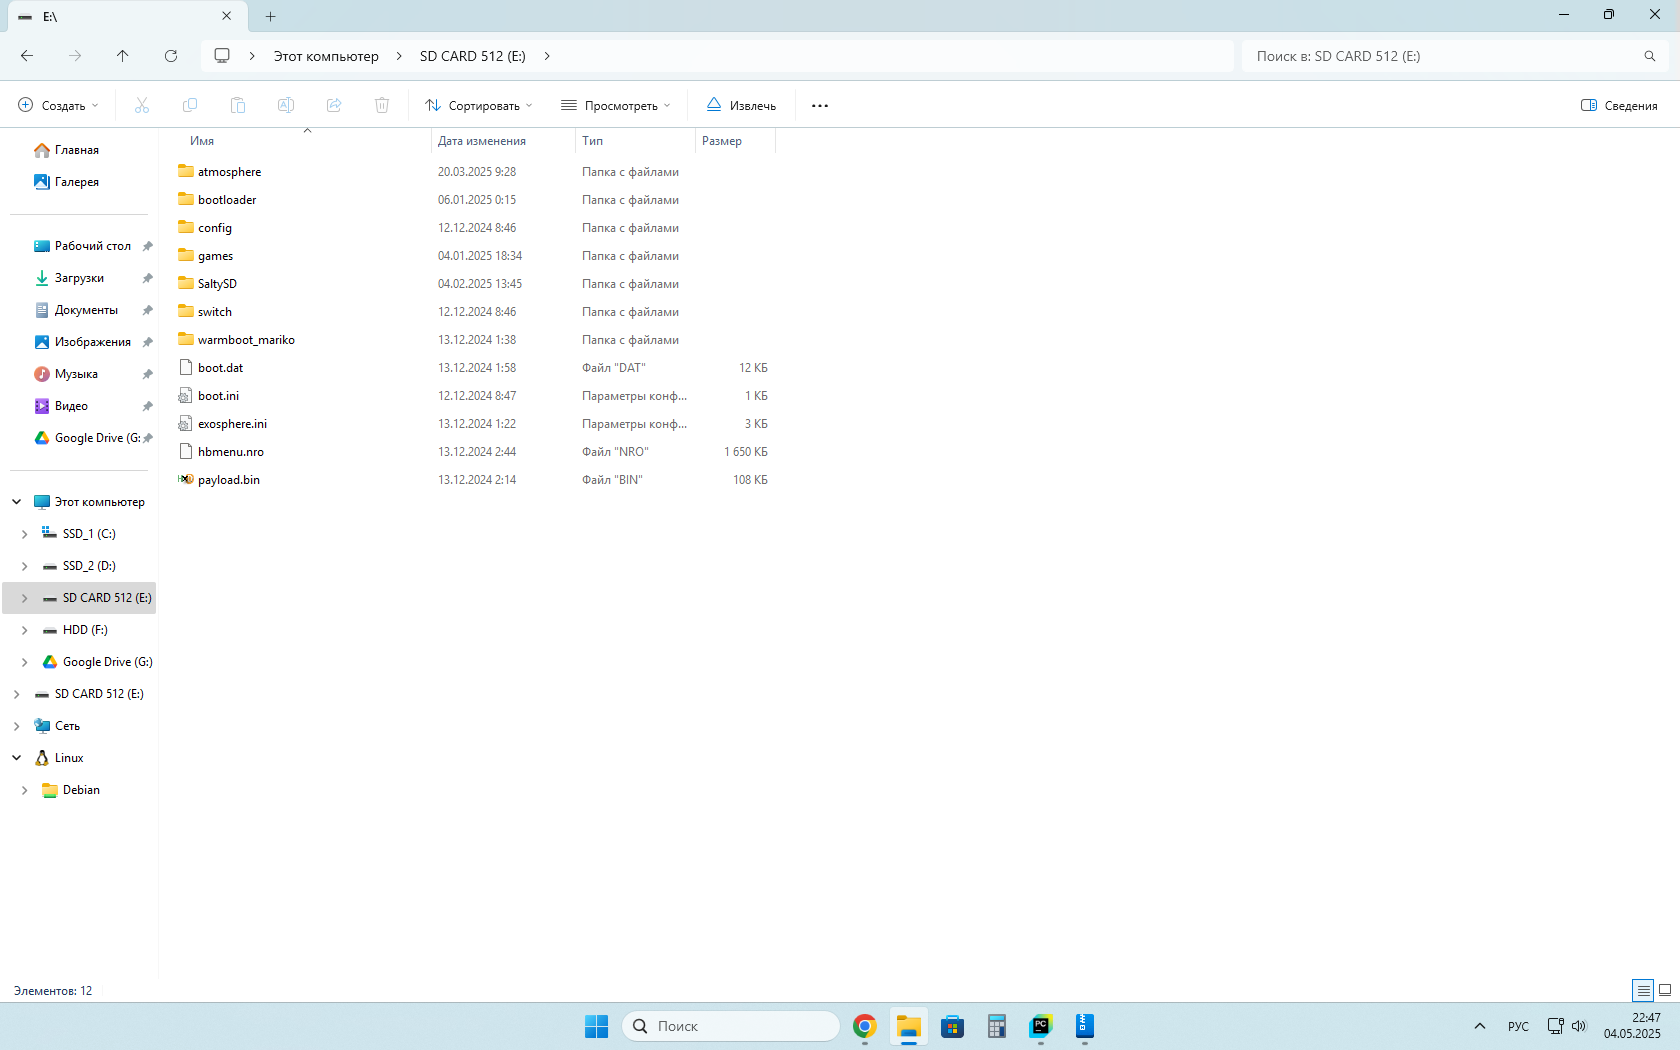 E:\
Этот компьютер
SD CARD 512 (E:)
Поиск в: SD CARD 512 (E:)
Создать
Сортировать
Просмотреть
Извлечь
Сведения
Имя Дата изменения Тип Размер
atmosphere 20.03.2025 9:28 Папка с файлами
bootloader 06.01.2025 0:15 Папка с файлами
config 12.12.2024 8:46 Папка с файлами
games 04.01.2025 18:34 Папка с файлами
SaltySD 04.02.2025 13:45 Папка с файлами
switch 12.12.2024 8:46 Папка с файлами
warmboot_mariko 13.12.2024 1:38 Папка с файлами
boot.dat 13.12.2024 1:58 Файл "DAT" 12 КБ
boot.ini 12.12.2024 8:47 Параметры конф... 1 КБ
exosphere.ini 13.12.2024 1:22 Параметры конф... 3 КБ
hbmenu.nro 13.12.2024 2:44 Файл "NRO" 1 650 КБ
payload.bin 13.12.2024 2:14 Файл "BIN" 108 КБ
Главная
Галерея
Рабочий стол
Загрузки
Документы
Изображения
Музыка
Видео
Google Drive (G:
Этот компьютер
SSD_1 (C:)
SSD_2 (D:)
SD CARD 512 (E:)
HDD (F:)
Google Drive (G:)
SD CARD 512 (E:)
Сеть
Linux
Debian
Элементов: 12
Поиск
PC
РУС
22:47
04.05.2025